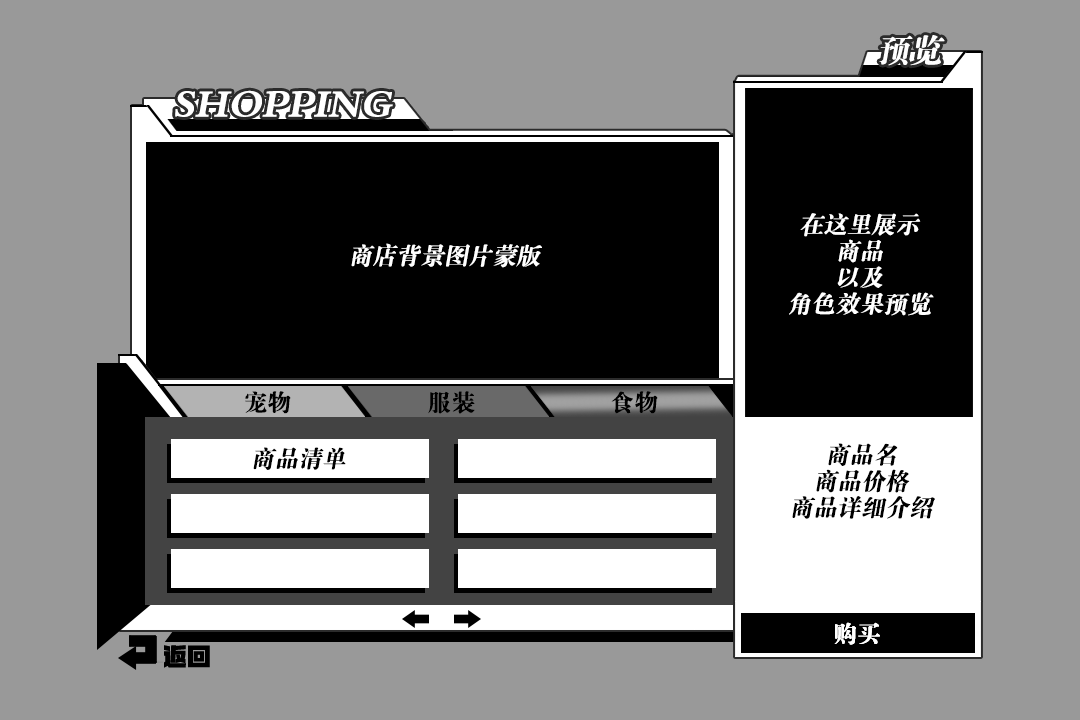 SHOPPING
商店背景图片蒙版
宠物
服装
食物
商品清单
返回
预览
在这里展示
商品
以及
角色效果预览
商品名
商品价格
商品详细介绍
购买